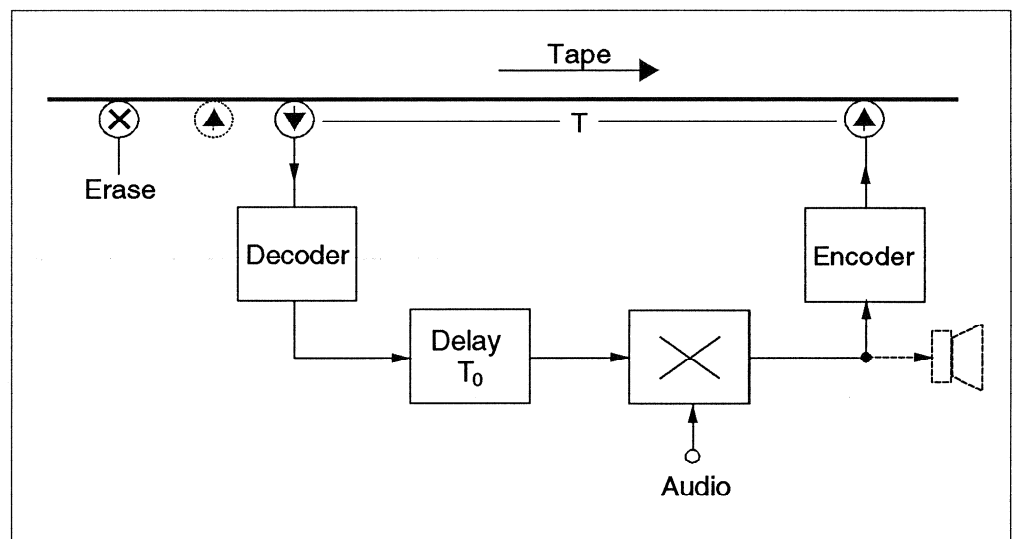 Tape
T
Erase
Decoder
Encoder
Delay
T₀
Audio